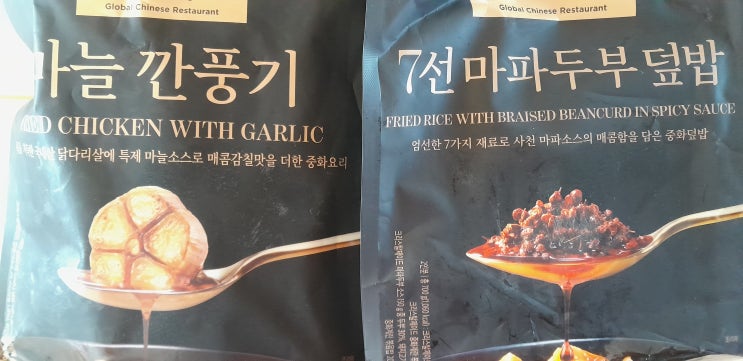 Global Chinese Restaurant
마늘 깐풍기
CHICKEN WITH GARLIC
닭다리살에 특제 마늘소스로 매콤감칠맛을 더한 중화요리
Global Chinese Restaurant
7선 마파두부 덮밥
FRIED RICE WITH BRAISED BEANCURD IN SPICY SAUCE
엄선한 7가지 재료로 사천 마파소스의 매콤함을 담은 중화덮밥